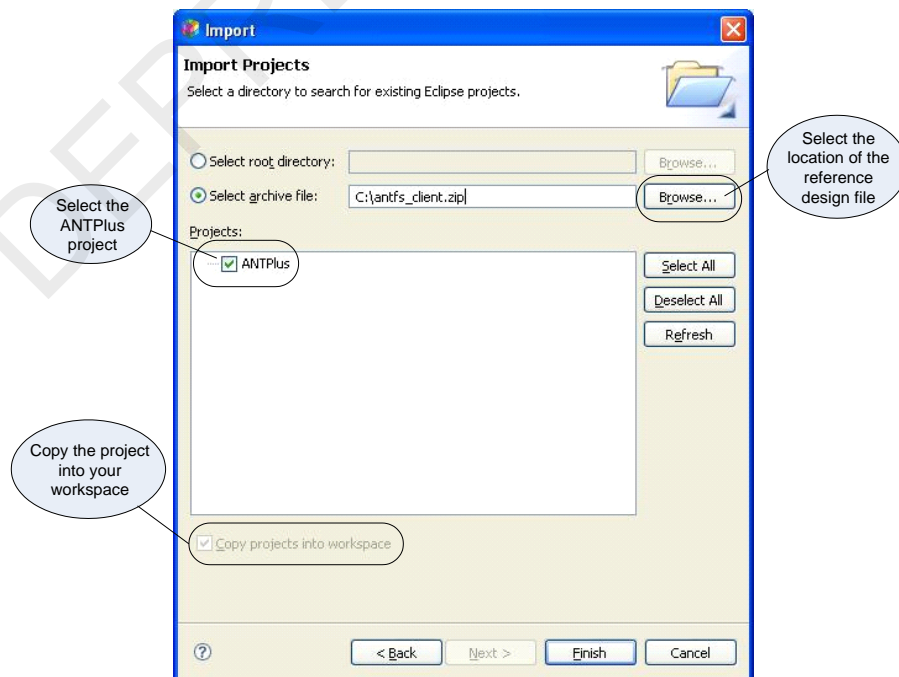 Import
Import Projects
Select a directory to search for existing Eclipse projects.
Select root directory:
Browse...
Select archive file:
C:\antfs_client.zip
Browse...
Select the
location of the
reference
design file
Select the
ANTPlus
project
Projects:
ANTPlus
Select All
Deselect All
Refresh
Copy the project
into your
workspace
Copy projects into workspace
?
< Back
Next >
Finish
Cancel